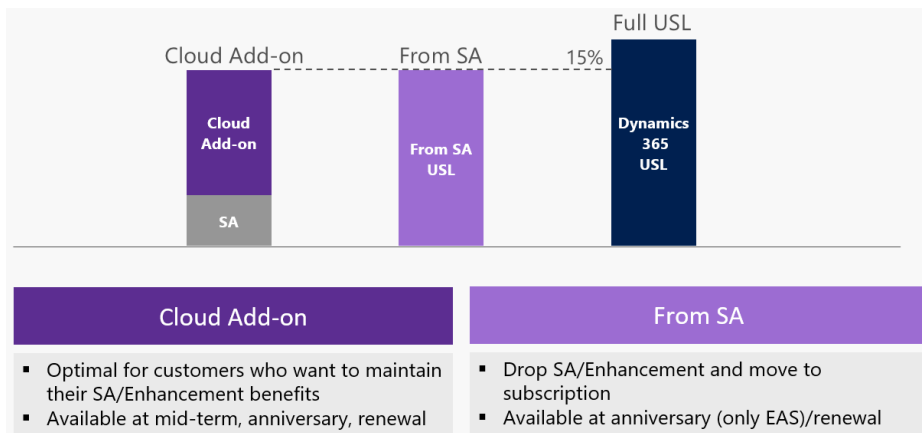 Full USL
Cloud Add-on
From SA
15%
Cloud
Add-on
SA
From SA
USL
Dynamics
365
USL
Cloud Add-on
▪ Optimal for customers who want to maintain
their SA/Enhancement benefits
▪ Available at mid-term, anniversary, renewal
From SA
▪ Drop SA/Enhancement and move to
subscription
▪ Available at anniversary (only EAS)/renewal